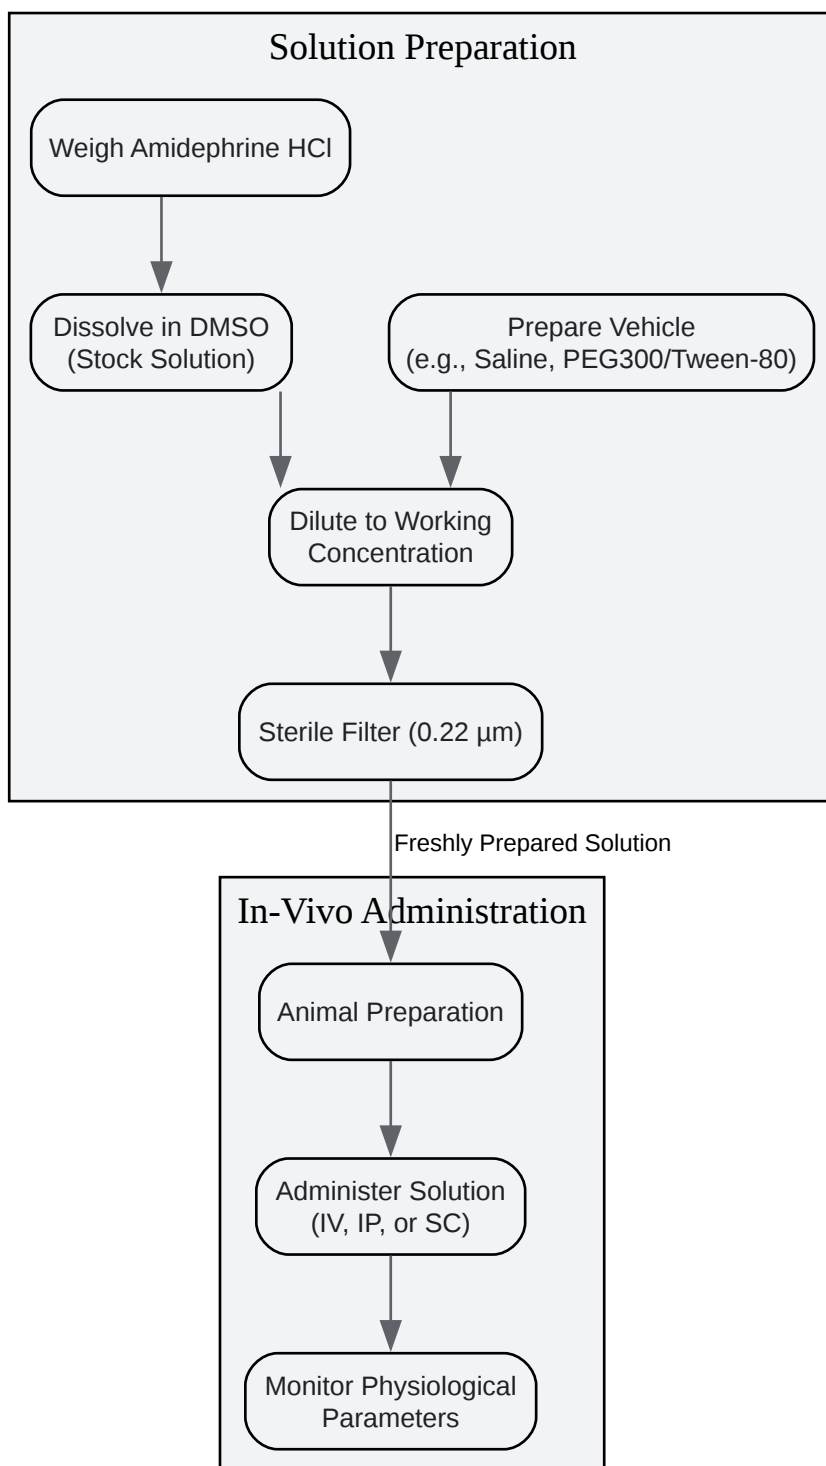 Solution Preparation
Weigh Amidephrine HCl
Dissolve in DMSO
(Stock Solution)
Prepare Vehicle
(e.g., Saline, PEG300/Tween-80)
Dilute to Working
Concentration
Sterile Filter (0.22 µm)
Freshly Prepared Solution
In-Vivo Administration
Animal Preparation
Administer Solution
(IV, IP, or SC)
Monitor Physiological
Parameters